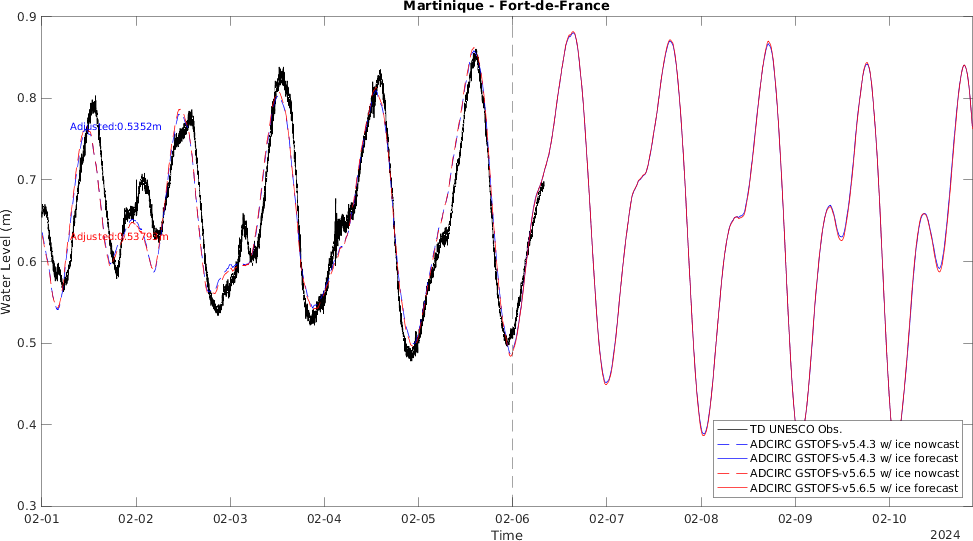 Martinique - Fort-de-France
0.9
0.8
0.7
0.6
0.5
0.4
0.3
Water Level (m)
Adjusted:0.5352m
TD UNESCO Obs.
ADCIRC GSTOFS-v5.4.3 w/ ice nowcast
ADCIRC GSTOFS-v5.4.3 w/ ice forecast
ADCIRC GSTOFS-v5.6.5 w/ ice nowcast
ADCIRC GSTOFS-v5.6.5 w/ ice forecast
02-01 02-02 02-03 02-04 02-05 02-06 02-07 02-08 02-09 02-10
Time
2024